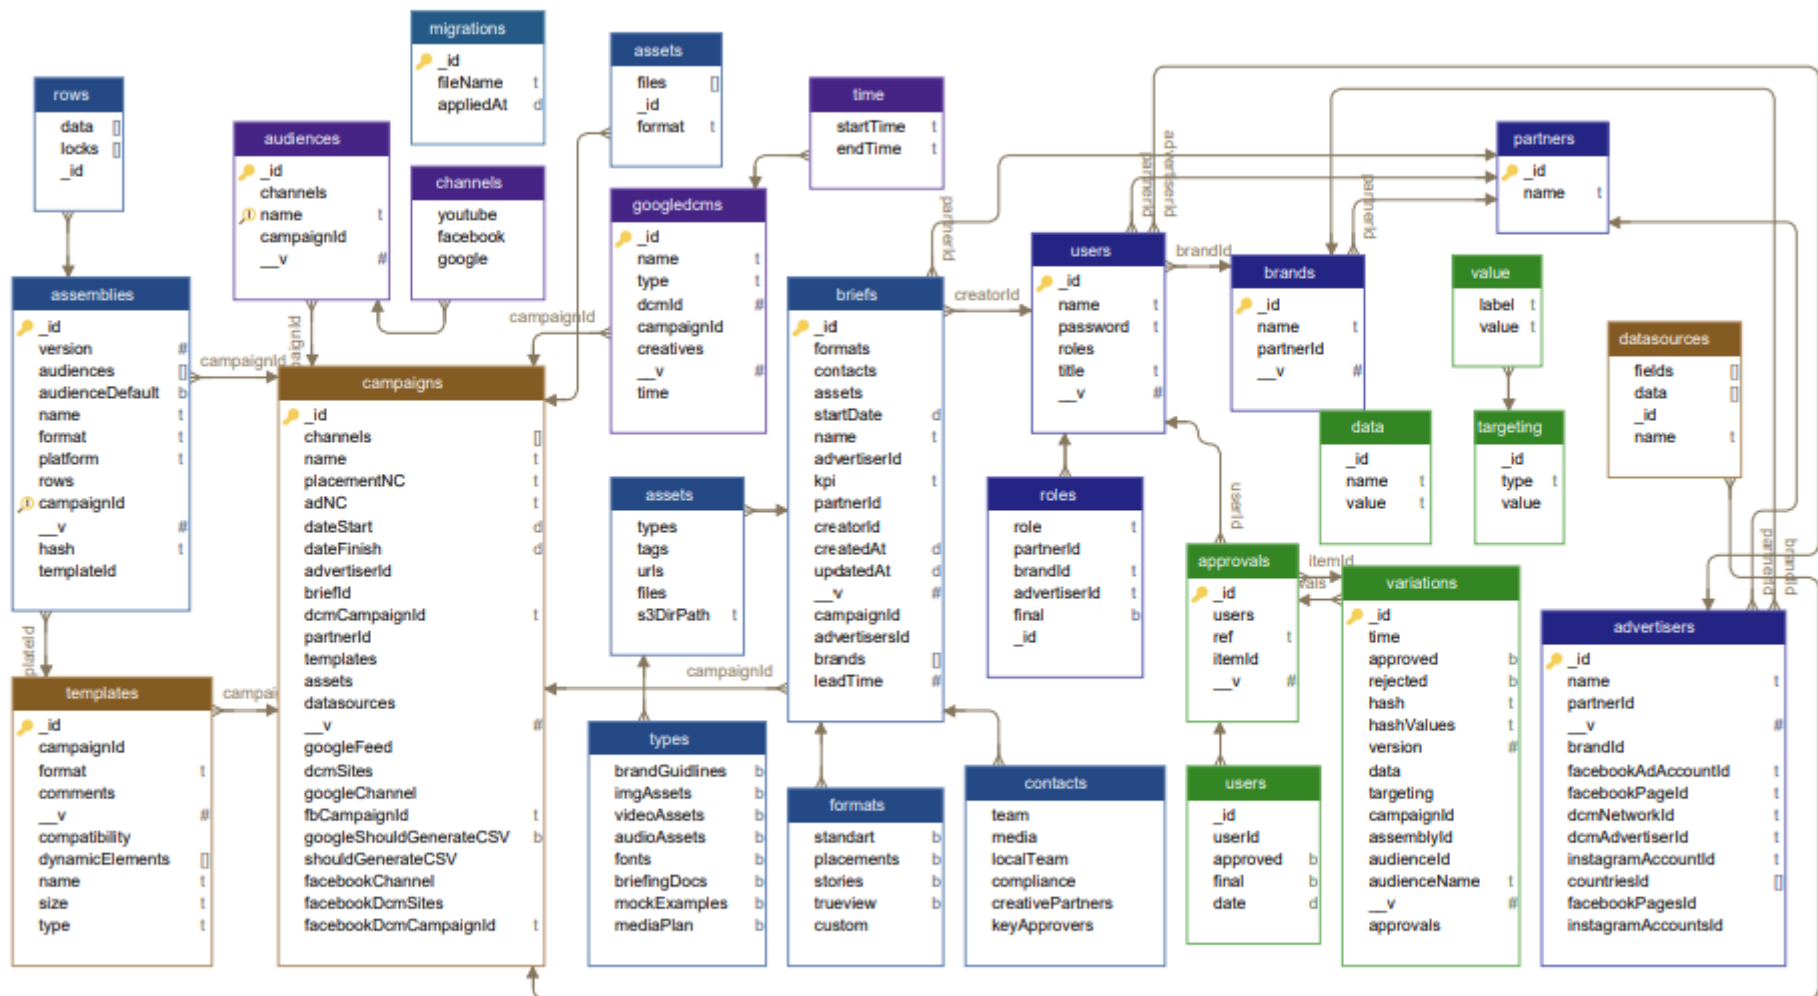 migrations
_id
fileName t
appliedAt d
assets
files []
_id
format t
rows
data []
locks []
_id
time
startTime t
endTime t
audiences
_id
channels
name t
campaignId
__v #
channels
youtube
facebook
google
partners
_id
name t
googledcms
_id
name t
type t
dcmId #
campaignId
creatives
__v #
time
users
_id
name t
password t
roles
title t
__v #
brands
_id
name t
partnerId
__v #
value
label t
value t
assemblies
_id
version #
audiences []
audienceDefault b
name t
format t
platform t
rows
campaignId
__v #
hash t
templateId
briefs
_id
formats
contacts
assets
startDate d
name t
advertiserId
kpi t
partnerId
creatorId
createdAt d
updatedAt d
__v #
campaignId
advertisersId
brands []
leadTime #
datasources
fields []
data []
_id
name t
campaigns
_id
channels []
name t
placementNC t
adNC t
dateStart d
dateFinish d
advertiserId
briefId
dcmCampaignId t
partnerId
templates
assets
datasources
__v #
googleFeed
dcmSites
googleChannel
fbCampaignId t
googleShouldGenerateCSV b
shouldGenerateCSV
facebookChannel
facebookDcmSites
facebookDcmCampaignId t
data
_id
name t
value t
targeting
_id
type t
value
assets
types
tags
urls
files
s3DirPath t
roles
role t
partnerId
brandId t
advertiserId t
final b
_id
approvals
_id
users
ref t
itemId
__v #
variations
_id
time
approved b
rejected b
hash t
hashValues t
version #
data
targeting
campaignId
assemblyId
audienceId
audienceName t
__v #
approvals
advertisers
_id
name t
partnerId
__v #
brandId
facebookAdAccountId t
facebookPageId t
dcmNetworkId t
dcmAdvertiserId t
instagramAccountId t
countriesId []
facebookPagesId
instagramAccountsId
templates
_id
campaignId
format t
comments
__v #
compatibility
dynamicElements []
name t
size t
type t
types
brandGuidlines b
imgAssets b
videoAssets b
audioAssets b
fonts b
briefingDocs b
mockExamples b
mediaPlan b
formats
standart b
placements b
stories b
trueview b
custom
contacts
team
media
localTeam
compliance
creativePartners
keyApprovers
users
_id
userId
approved b
final b
date d
campaignId
paignId
campaignId
partnerId
creatorId
partnerId
advertiserId
brandId
partnerId
userId
itemId
vals
partnerId
brandId
plateId
campai
campaignId